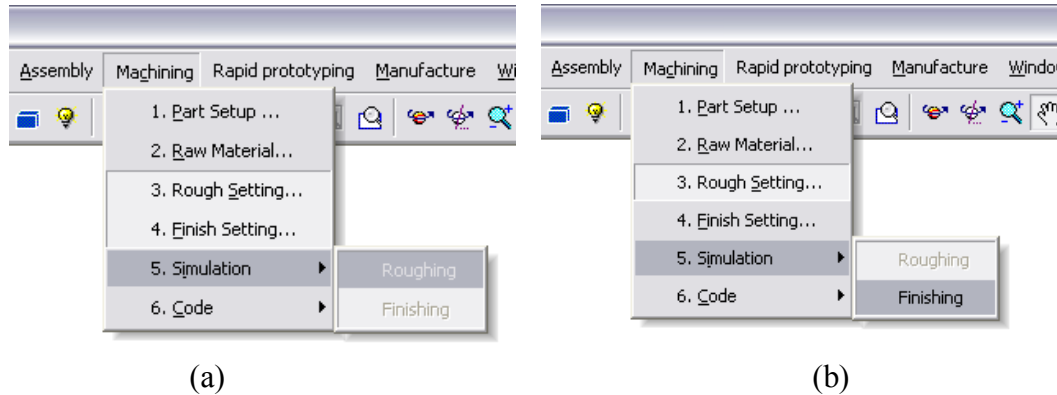 Assembly Machining Rapid prototyping Manufacture Wi
1. Part Setup ...
2. Raw Material...
3. Rough Setting...
4. Finish Setting...
5. Simulation
Roughing
6. Code
Finishing
(a)
Assembly Machining Rapid prototyping Manufacture Windo
1. Part Setup ...
2. Raw Material...
3. Rough Setting...
4. Finish Setting...
5. Simulation
Roughing
6. Code
Finishing
(b)